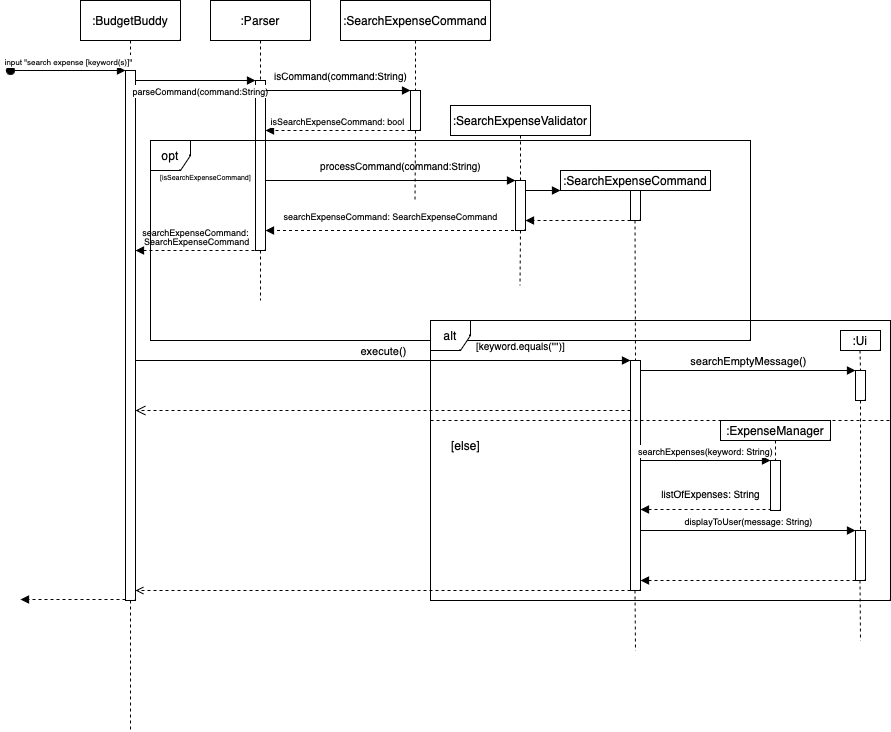 :BudgetBuddy
:Parser
:SearchExpenseCommand
input "search expense [keyword(s)]"
isCommand(command:String)
parseCommand(command:String)
isSearchExpenseCommand: bool
:SearchExpenseValidator
opt
[isSearchExpenseCommand]
processCommand(command:String)
:SearchExpenseCommand
searchExpenseCommand: SearchExpenseCommand
searchExpenseCommand:
SearchExpenseCommand
alt
[keyword.equals("")]
:Ui
execute()
searchEmptyMessage()
:ExpenseManager
[else]
searchExpenses(keyword: String)
listOfExpenses: String
displayToUser(message: String)